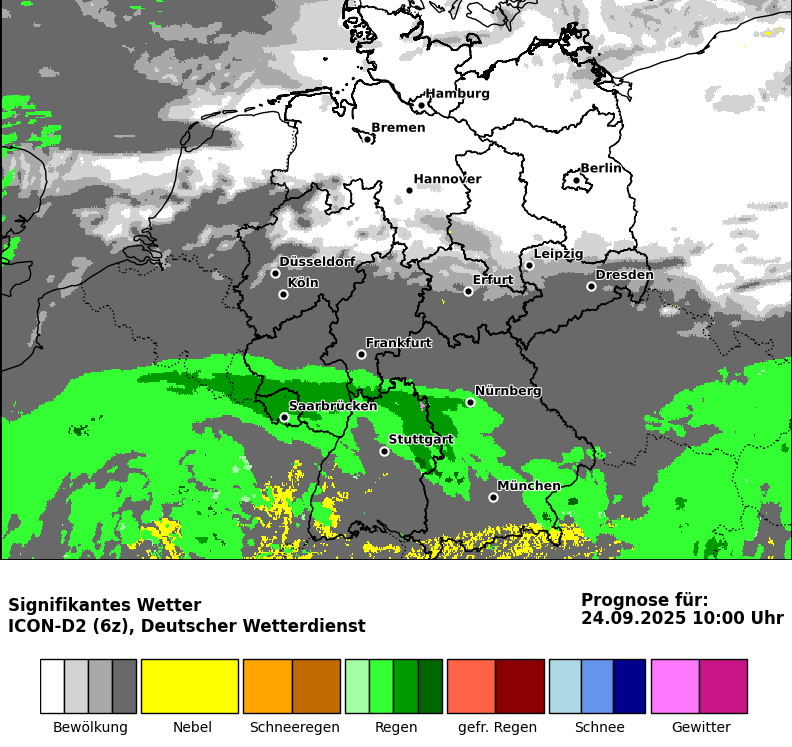 Hamburg
Bremen
Berlin
Hannover
Leipzig
Düsseldorf
Dresden
Köln
Erfurt
Frankfurt
Nürnberg
Saarbrücken
Stuttgart
München
Signifikantes Wetter
ICON-D2 (6z), Deutscher Wetterdienst
Prognose für:
24.09.2025 10:00 Uhr
Bewölkung Nebel Schneeregen Regen gefr. Regen Schnee Gewitter